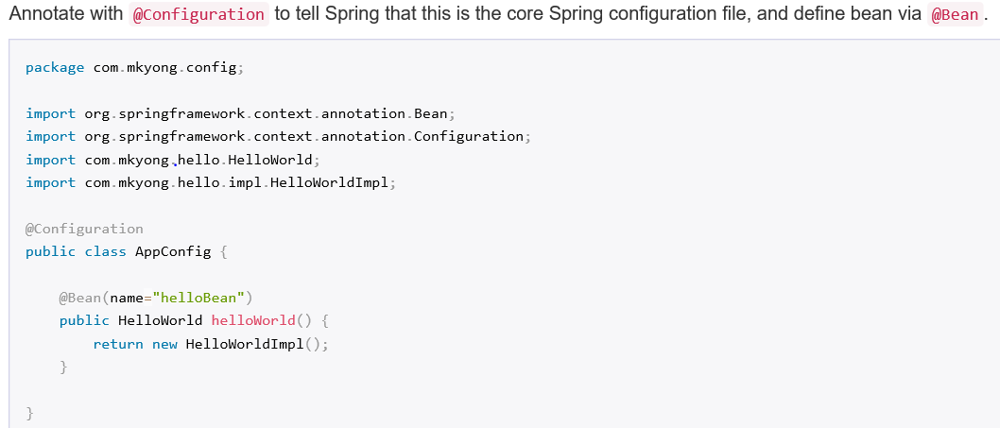 Annotate with @Configuration to tell Spring that this is the core Spring configuration file, and define bean via @Bean .
package com.mkyong.config;
import org.springframework.context.annotation.Bean;
import org.springframework.context.annotation.Configuration;
import com.mkyong.hello.HelloWorld;
import com.mkyong.hello.impl.HelloWorldImpl;
@Configuration
public class AppConfig {
@Bean(name="helloBean")
public HelloWorld helloWorld() {
return new HelloWorldImpl();
}
}